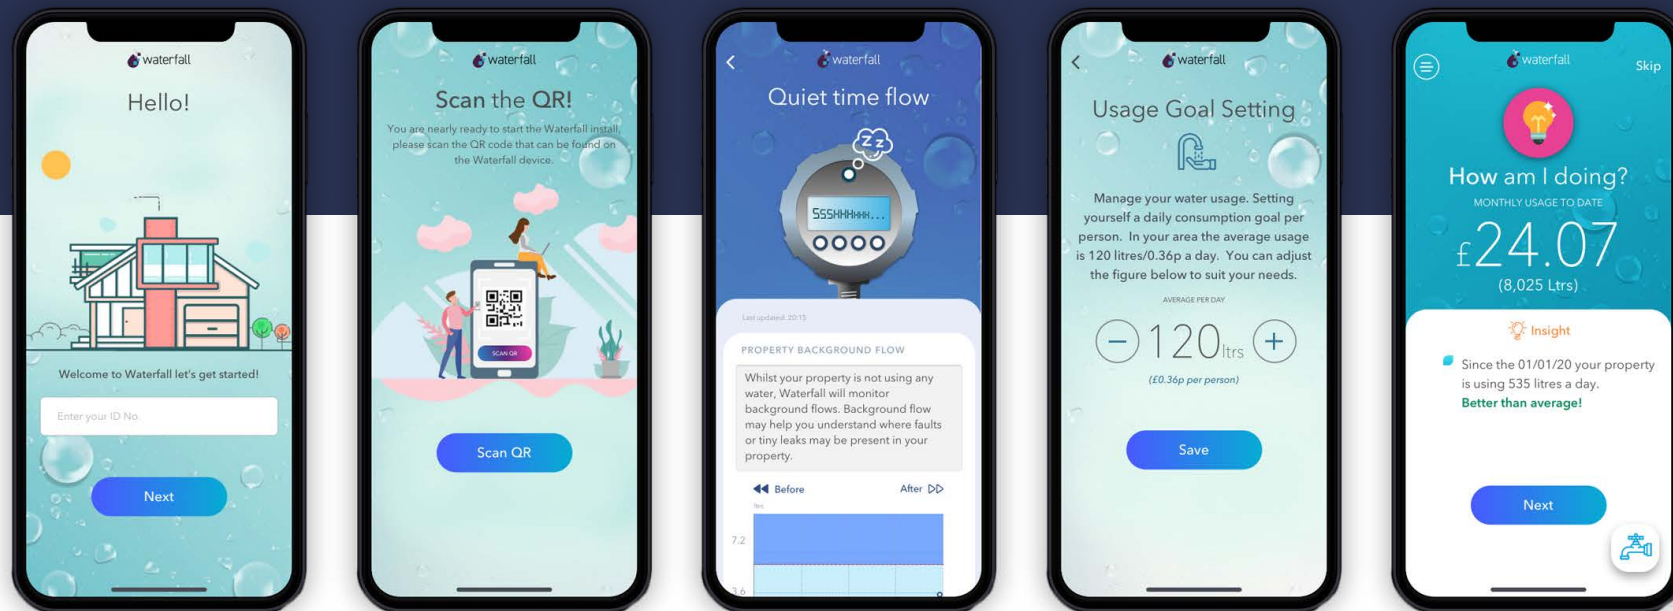 waterfall
Hello!
Welcome to Waterfall let's get started!
Enter your ID No.
Next
waterfall
Scan the QR!
You are nearly ready to start the Waterfall install,
please scan the QR code that can be found on
the Waterfall device.
SCAN QR
Scan QR
waterfall
Quiet time flow
ZZ
SSSHHHHHH...
Last updated: 20:15
PROPERTY BACKGROUND FLOW
Whilst your property is not using any
water, Waterfall will monitor
background flows. Background flow
may help you understand where faults
or tiny leaks may be present in your
property.
Before
After
7.2
3.6
waterfall
Usage Goal Setting
Manage your water usage. Setting
yourself a daily consumption goal per
person. In your area the average usage
is 120 litres/0.36p a day. You can adjust
the figure below to suit your needs.
AVERAGE PER DAY
120 ltrs
(£0.36p per person)
Save
waterfall
Skip
How am I doing?
MONTHLY USAGE TO DATE
£24.07
(8,025 Ltrs)
Insight
Since the 01/01/20 your property
is using 535 litres a day.
Better than average!
Next